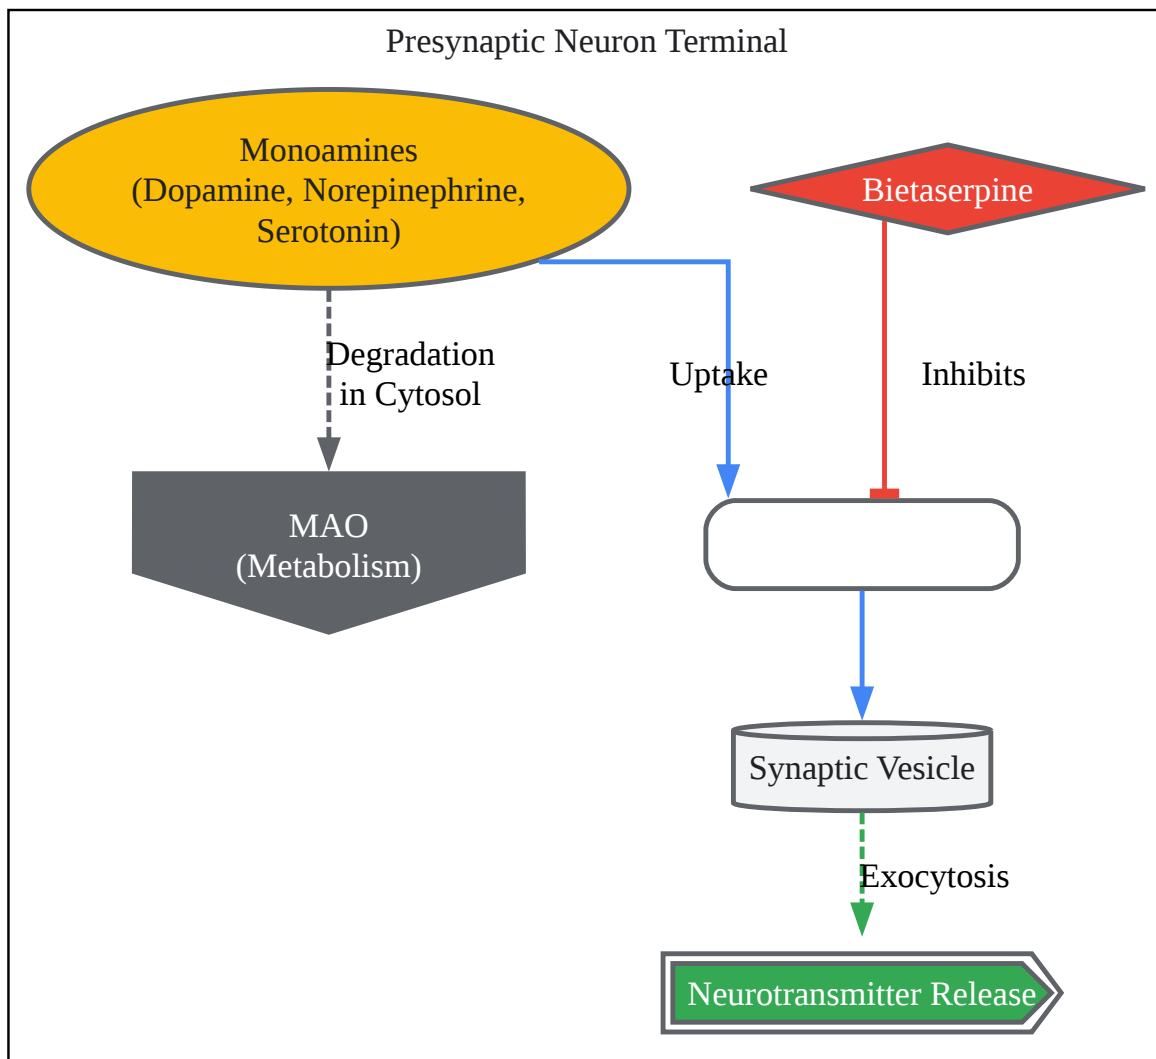 Presynaptic Neuron Terminal
Monoamines
(Dopamine, Norepinephrine,
Serotonin)
Bietaserpine
Degradation
in Cytosol
Uptake
Inhibits
MAO
(Metabolism)
Synaptic Vesicle
Exocytosis
Neurotransmitter Release